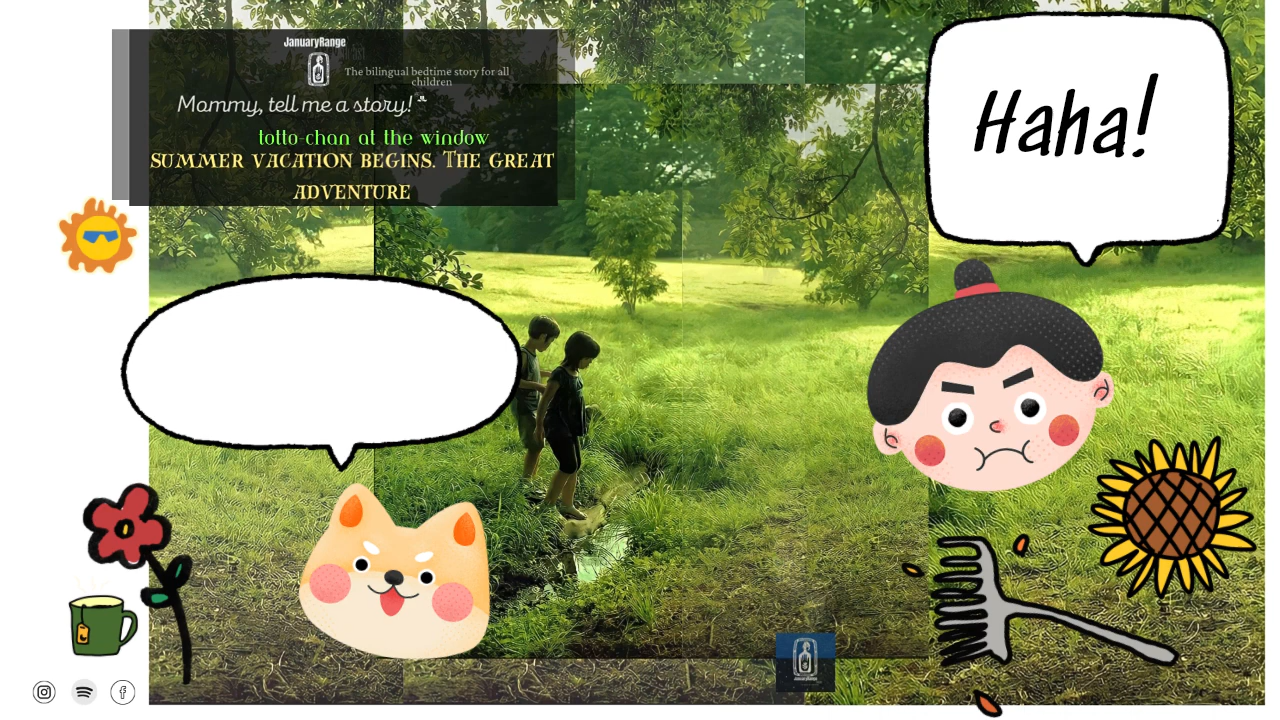 JanuaryRange
The bilingual bedtime story for all
children
Mommy, tell me a story!
totto-chan at the window
SUMMER VACATION BEGINS. THE GREAT
ADVENTURE
Haha!
JanuaryRange